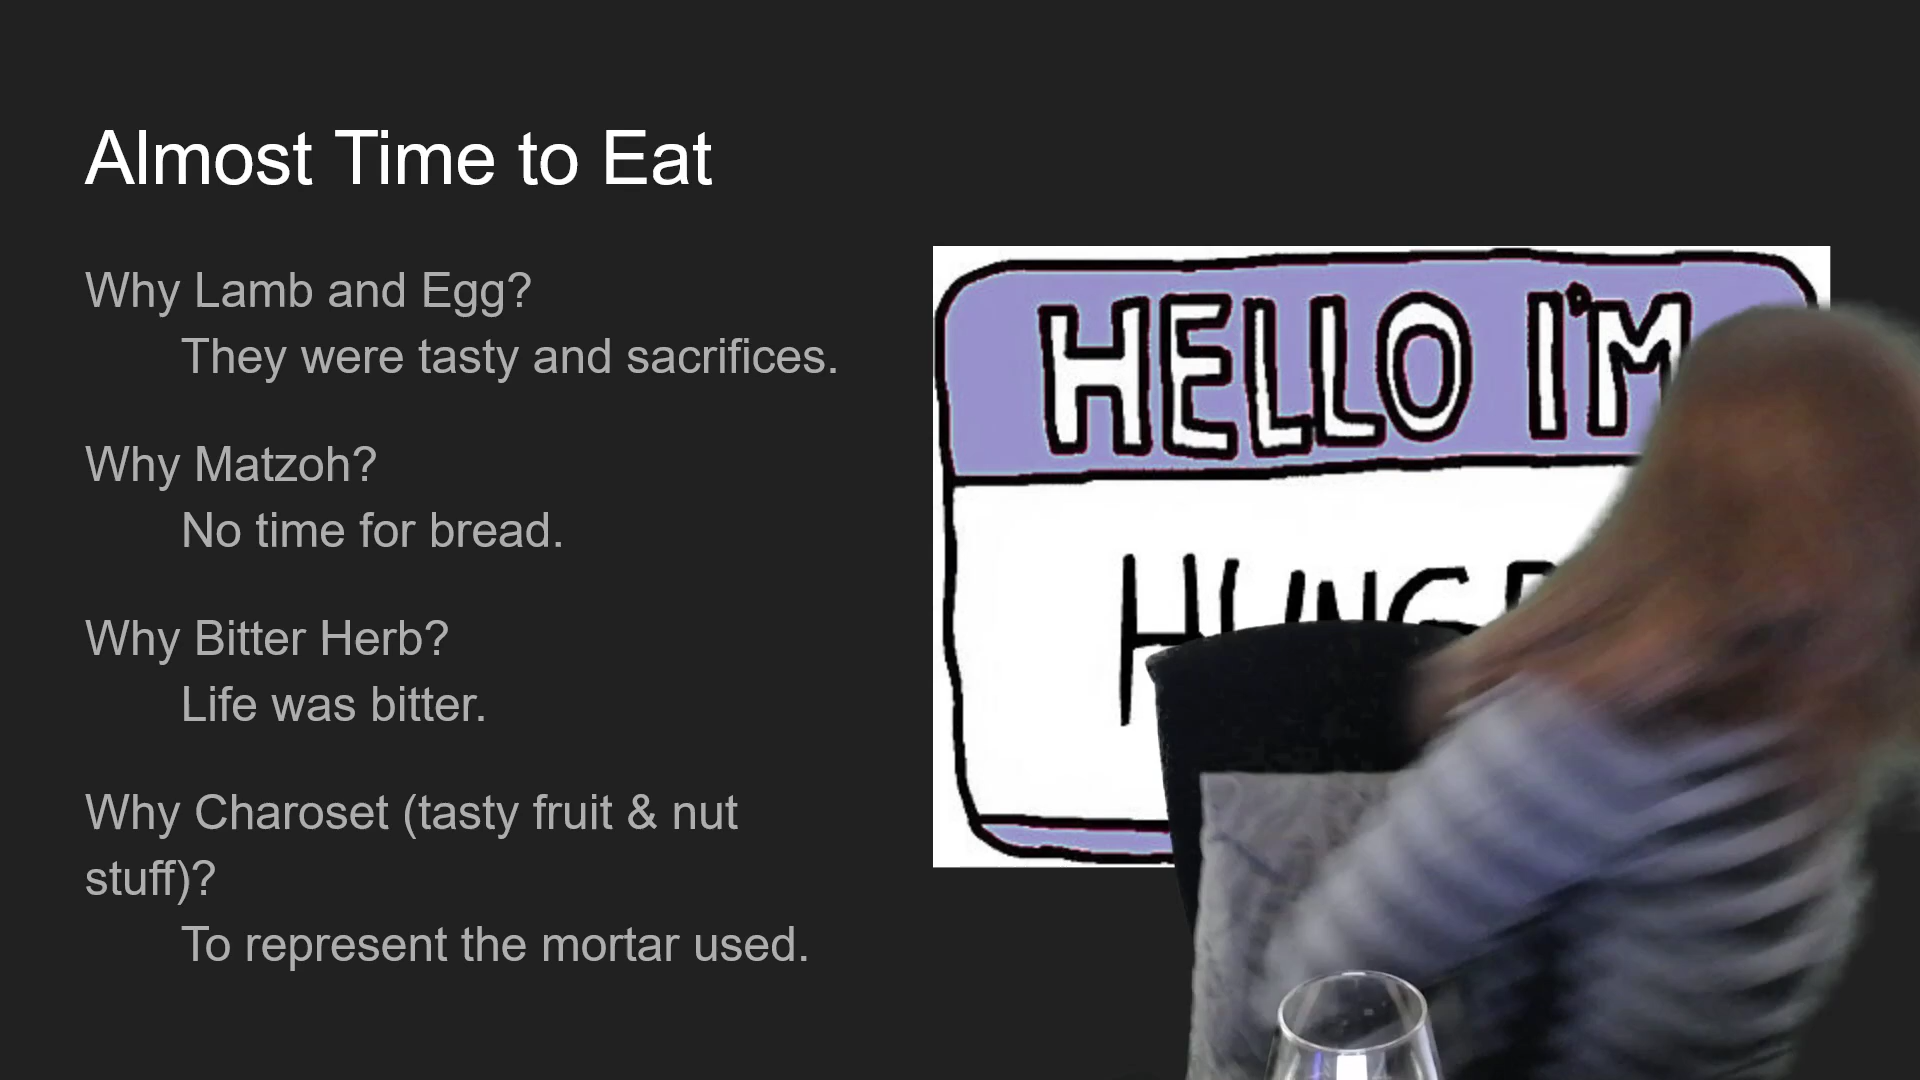 Almost Time to Eat
Why Lamb and Egg?
They were tasty and sacrifices.
Why Matzoh?
No time for bread.
Why Bitter Herb?
Life was bitter.
Why Charoset (tasty fruit & nut
stuff)?
To represent the mortar used.
HELLO I'M